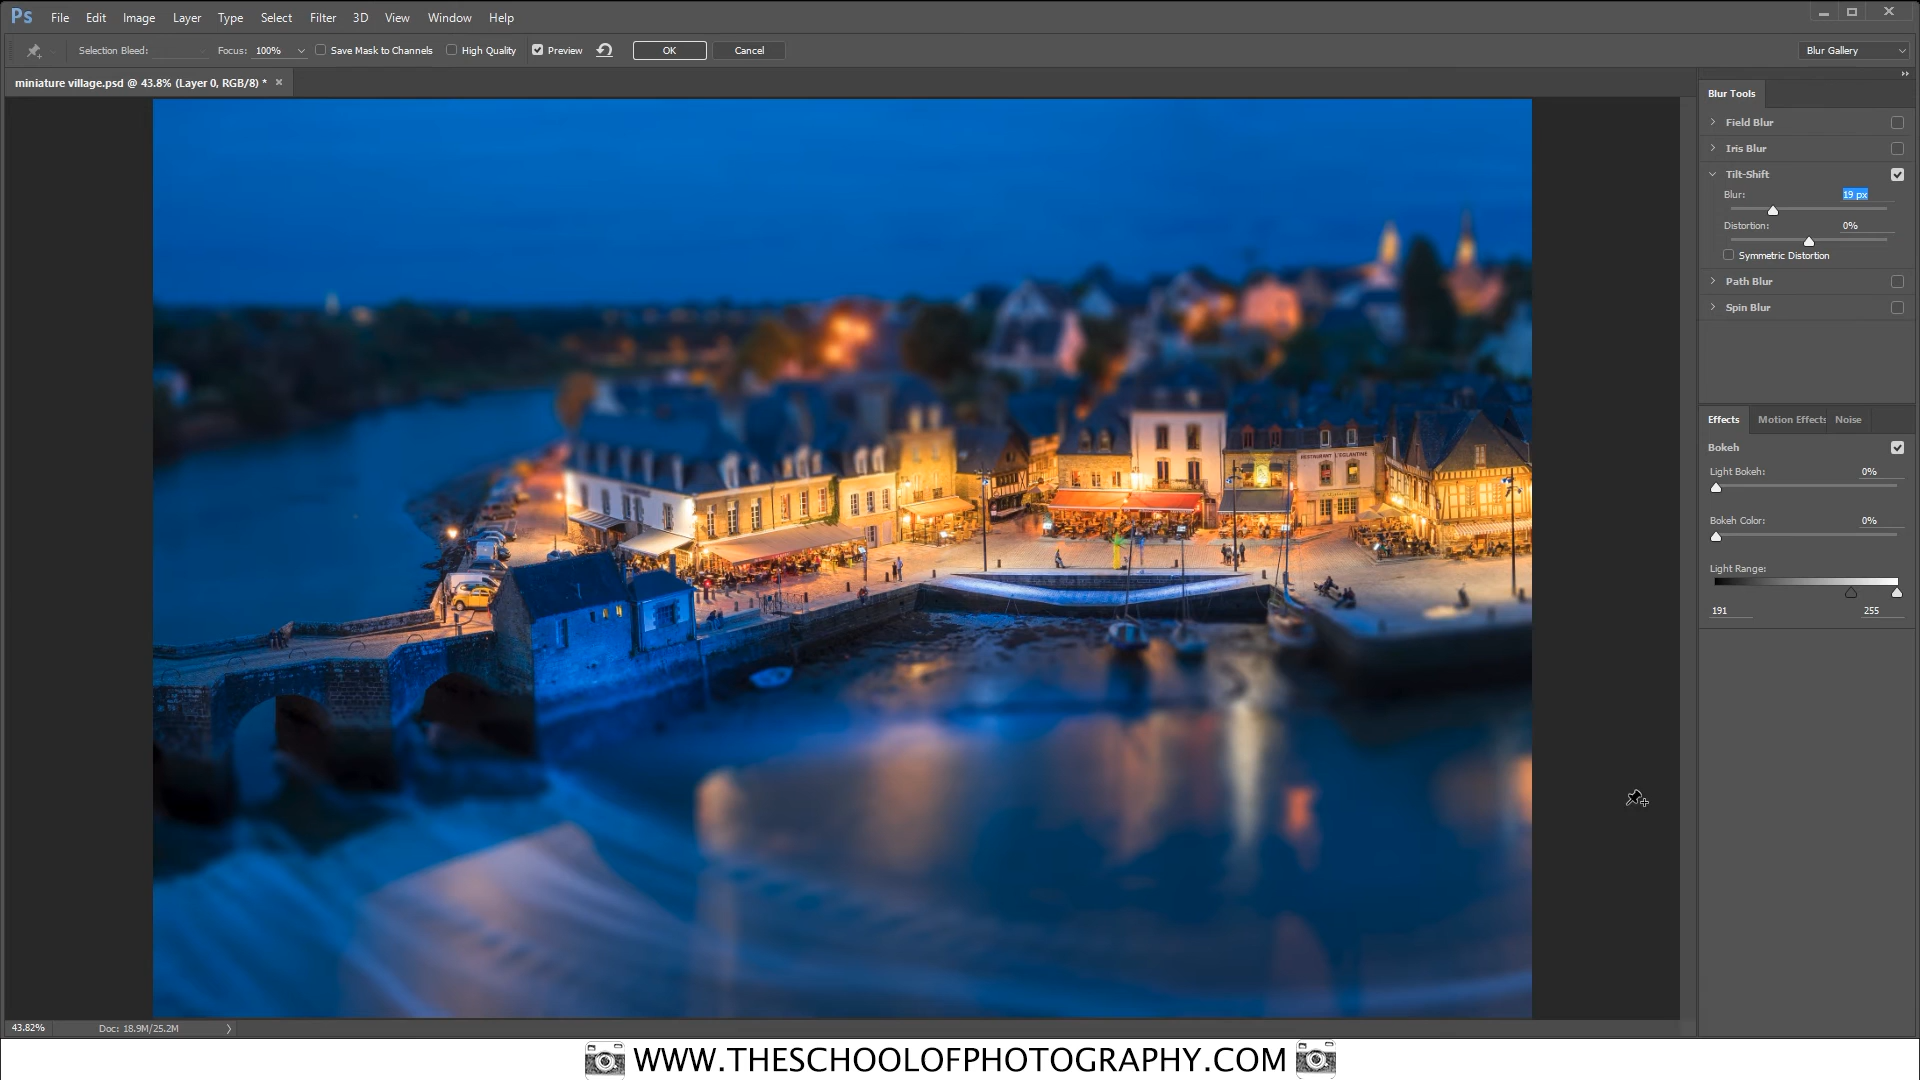 Ps File Edit Image Layer Type Select Filter 3D View Window Help
Selection Bleed: Focus: 100% Save Mask to Channels High Quality Preview OK Cancel Blur Gallery
miniature village.psd @ 43.8% (Layer 0, RGB/8) *
Blur Tools
Field Blur
Iris Blur
Tilt-Shift
Blur: 19 px
Distortion: 0%
Symmetric Distortion
Path Blur
Spin Blur
Effects Motion Effects Noise
Bokeh
Light Bokeh: 0%
Bokeh Color: 0%
Light Range:
191 255
RESTAURANT L'EGLANTINE
43.82% Doc: 18.9M/25.2M
WWW.THESCHOOLOFPHOTOGRAPHY.COM